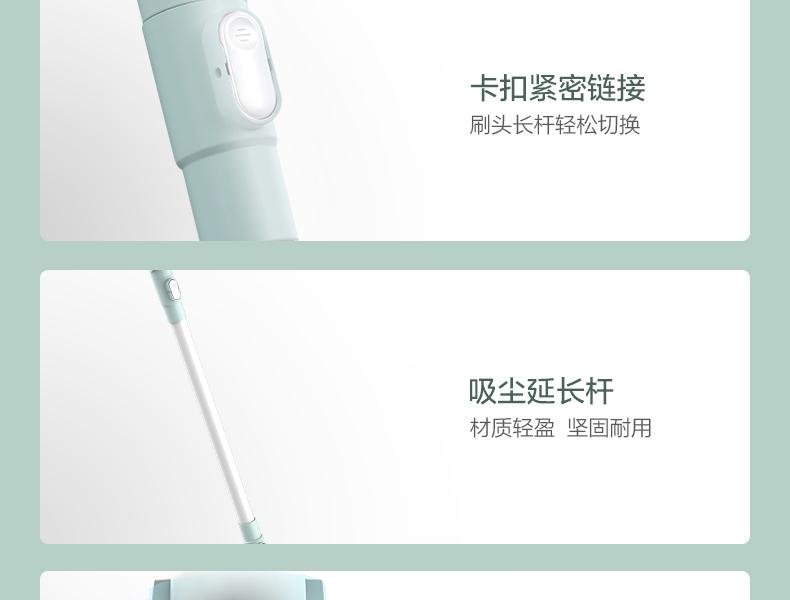 卡扣紧密链接
刷头长杆轻松切换
吸尘延长杆
材质轻盈 坚固耐用